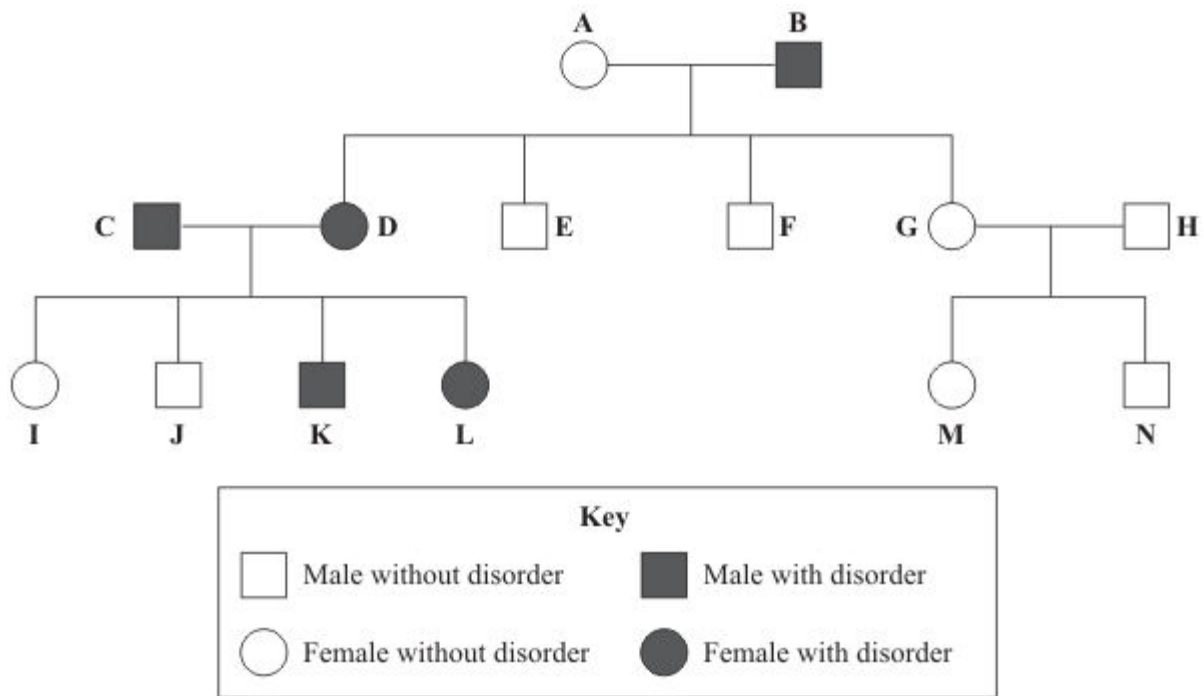 A B
C D E F G H
I J K L M N
Key
Male without disorder Male with disorder
Female without disorder Female with disorder